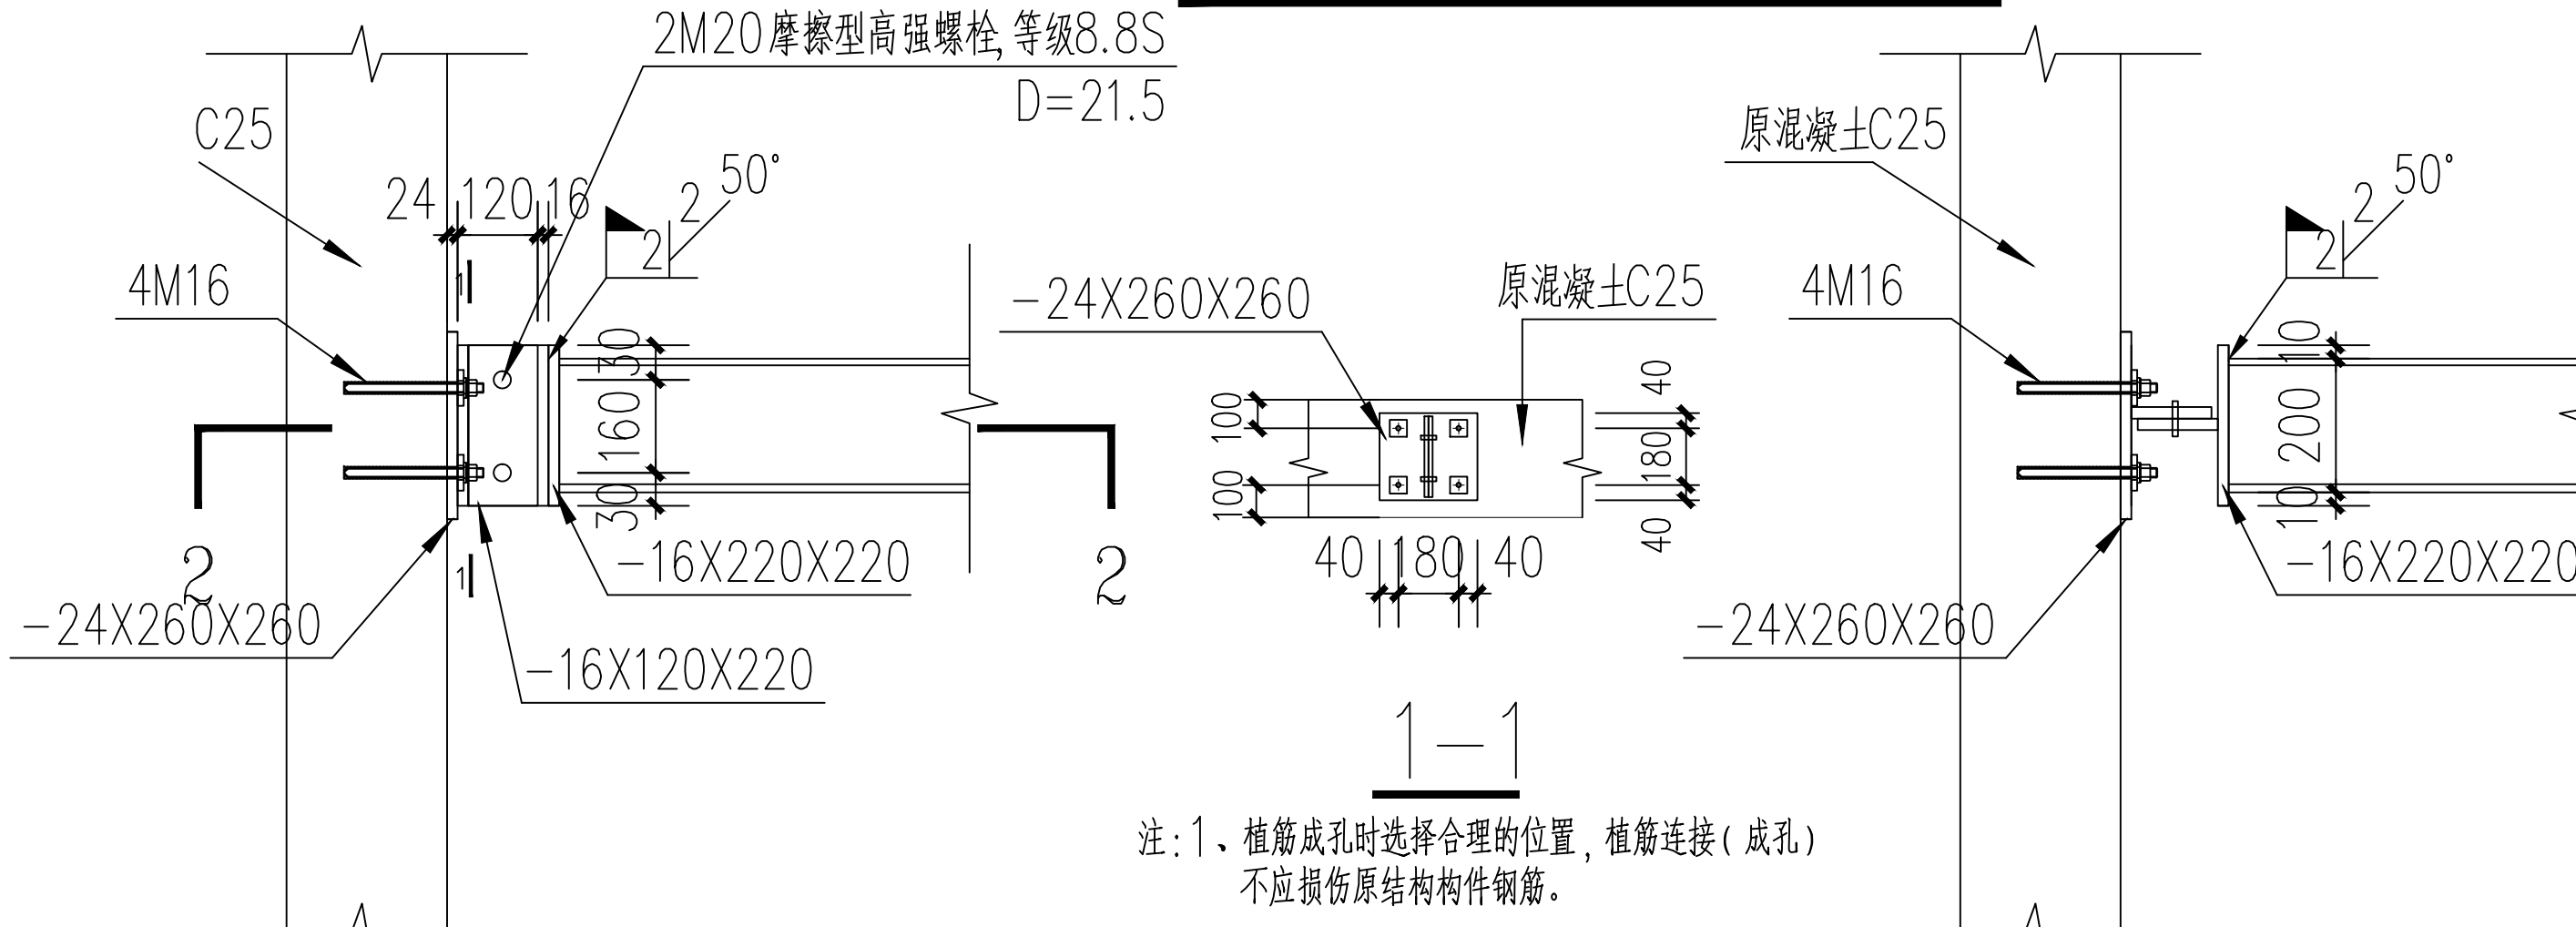 2M20摩擦型高强螺栓,等级8.8S
D=21.5
C25
24 120 16
2
2
50°
4M16
1
30
160
30
2
2
1
-16X220X220
-24X260X260
-16X120X220
-24X260X260
原混凝土C25
100
100
40
180
40
40 180 40
1-1
注:1、植筋成孔时选择合理的位置,植筋连接(成孔)
不应损伤原结构构件钢筋。
原混凝土C25
2
2
50°
4M16
10
200
10
-16X220X220
-24X260X260